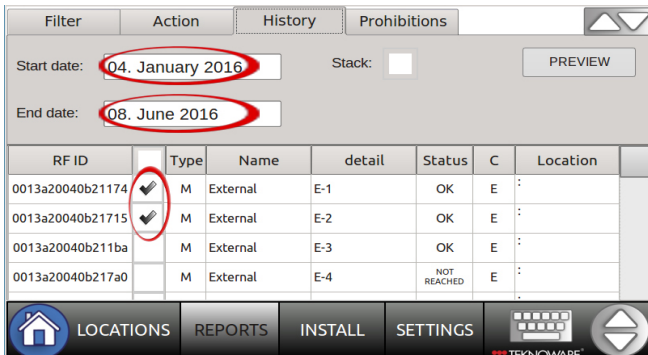 Filter Action History Prohibitions
Start date: 04. January 2016 Stack: PREVIEW
End date: 08. June 2016
RF ID Type Name detail Status C Location
0013a20040b21174 M External E-1 OK E :
0013a20040b21715 M External E-2 OK E :
0013a20040b211ba M External E-3 OK E :
0013a20040b217a0 M External E-4 NOT REACHED E :
LOCATIONS REPORTS INSTALL SETTINGS
TEKNOWARE